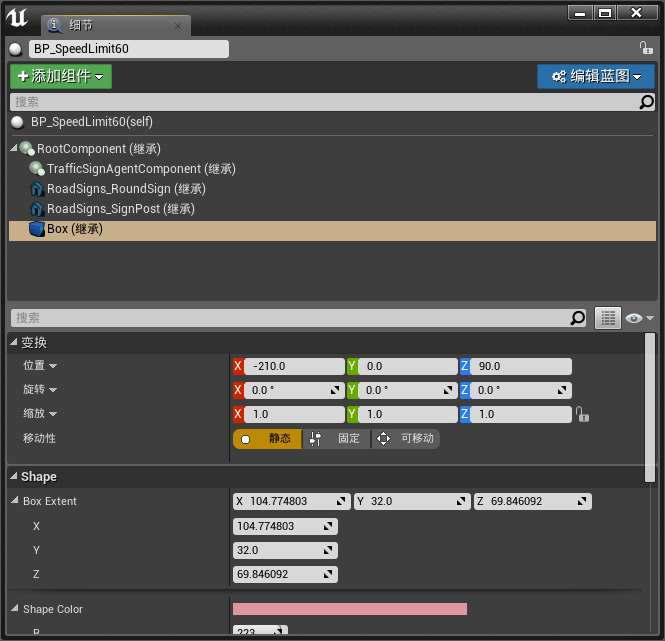 细节
BP_SpeedLimit60
添加组件
编辑蓝图
搜索
BP_SpeedLimit60(self)
RootComponent (继承)
TrafficSignAgentComponent (继承)
RoadSigns_RoundSign (继承)
RoadSigns_SignPost (继承)
Box (继承)
搜索
变换
位置 X -210.0 Y 0.0 Z 90.0
旋转 X 0.0 ° Y 0.0 ° Z 0.0 °
缩放 X 1.0 Y 1.0 Z 1.0
移动性 静态 固定 可移动
Shape
Box Extent X 104.774803 Y 32.0 Z 69.846092
X 104.774803
Y 32.0
Z 69.846092
Shape Color
R 223